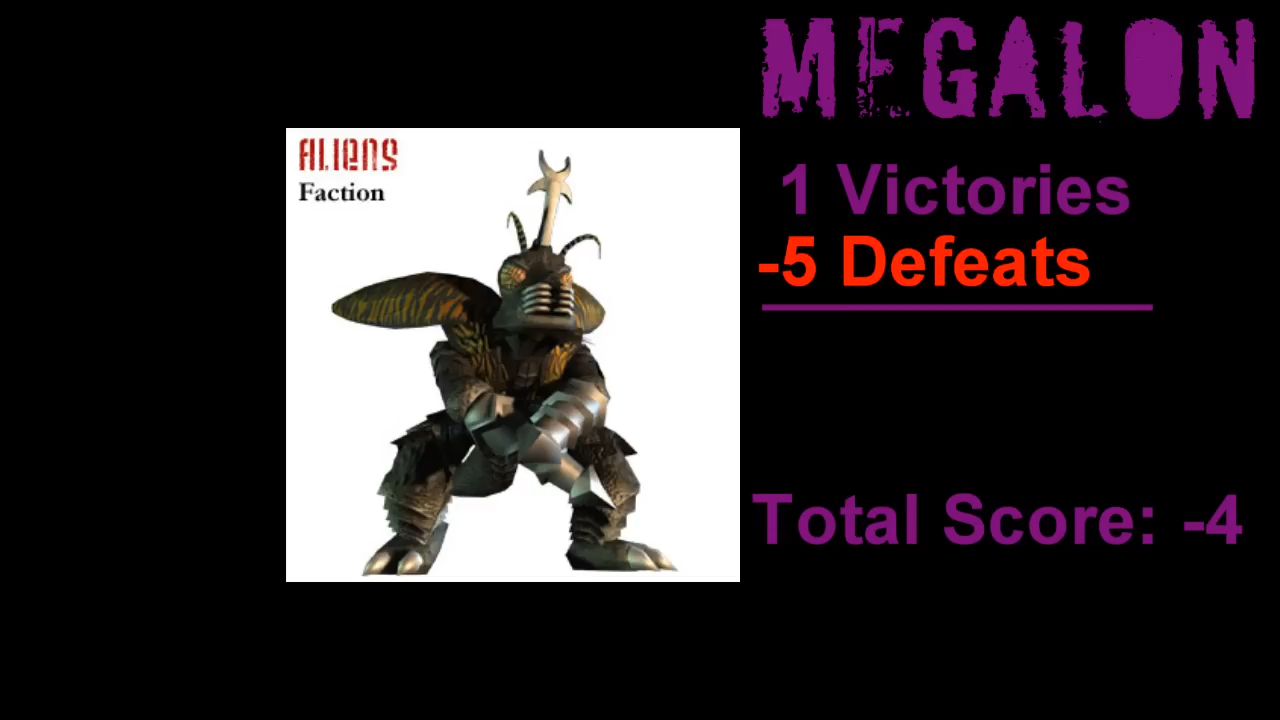 MEGALON
ALIENS
Faction
1 Victories
-5 Defeats
Total Score: -4